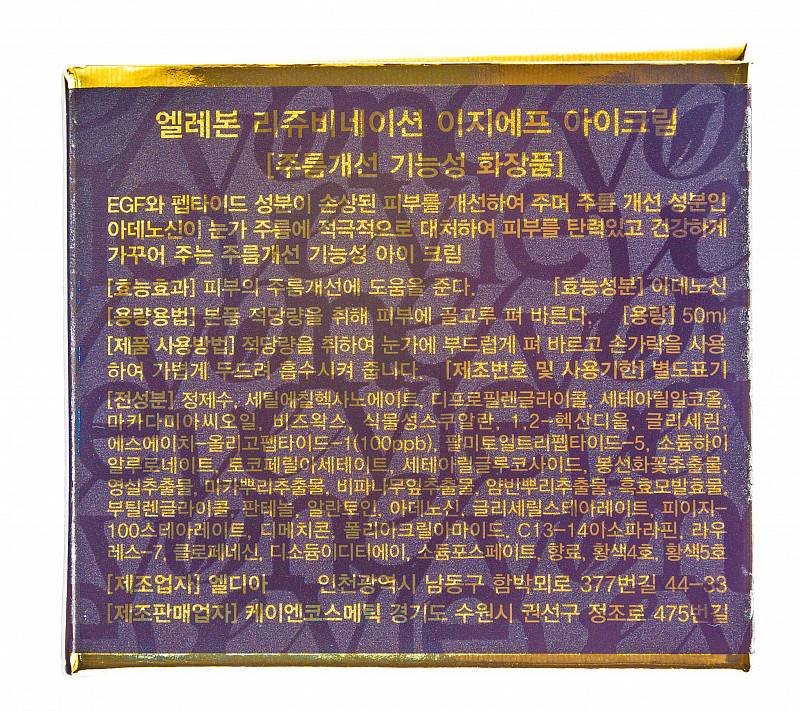 엘레본 리쥬비네이션 이지에프 아이크림
[주름개선 기능성 화장품]
EGF와 펩타이드 성분이 손상된 피부를 개선하여 주며 주름 개선 성분인
아데노신이 눈가 주름에 적극적으로 대처하여 피부를 탄력있고 건강하게
가꾸어 주는 주름개선 기능성 아이 크림
[효능효과] 피부의 주름개선에 도움을 준다. [효능성분] 아데노신
[용량용법] 본품 적당량을 취해 피부에 골고루 펴 바른다. [용량] 50ml
[제품 사용방법] 적당량을 취하여 눈가에 부드럽게 펴 바르고 손가락을 사용
하여 가볍게 두드려 흡수시켜 줍니다. [제조번호 및 사용기한] 별도표기
[전성분] 정제수, 세틸에칠헥사노에이트, 디프로필렌글라이콜, 세테아릴알코올,
마카다미아씨오일, 비즈왁스, 식물성스쿠알란, 1,2-헥산디올, 글리세린,
에스에이치-올리고펩타이드-1(100ppb), 팔미토일트리펩타이드-5, 소듐하이
알루로네이트, 토코페릴아세테이트, 세테아릴글루코사이드, 봉선화꽃추출물,
영실추출물, 마가뿌리추출물, 비파나무잎추출물, 얌반뿌리추출물, 흑효모발효물,
부틸렌글라이콜, 판테놀, 알란토인, 아데노신, 글리세릴스테아레이트, 피이지-
100스테아레이트, 디메치콘, 폴리아크릴아마이드, C13-14아소파라핀, 라우
레스-7, 클로페네신, 디소듐이디티에이, 소듐포스페이트, 향료, 황색4호, 황색5호
[제조업자] 엘디아 인천광역시 남동구 함박뫼로 377번길 44-33
[제조판매업자] 케이엔코스메틱 경기도 수원시 권선구 정조로 475번길